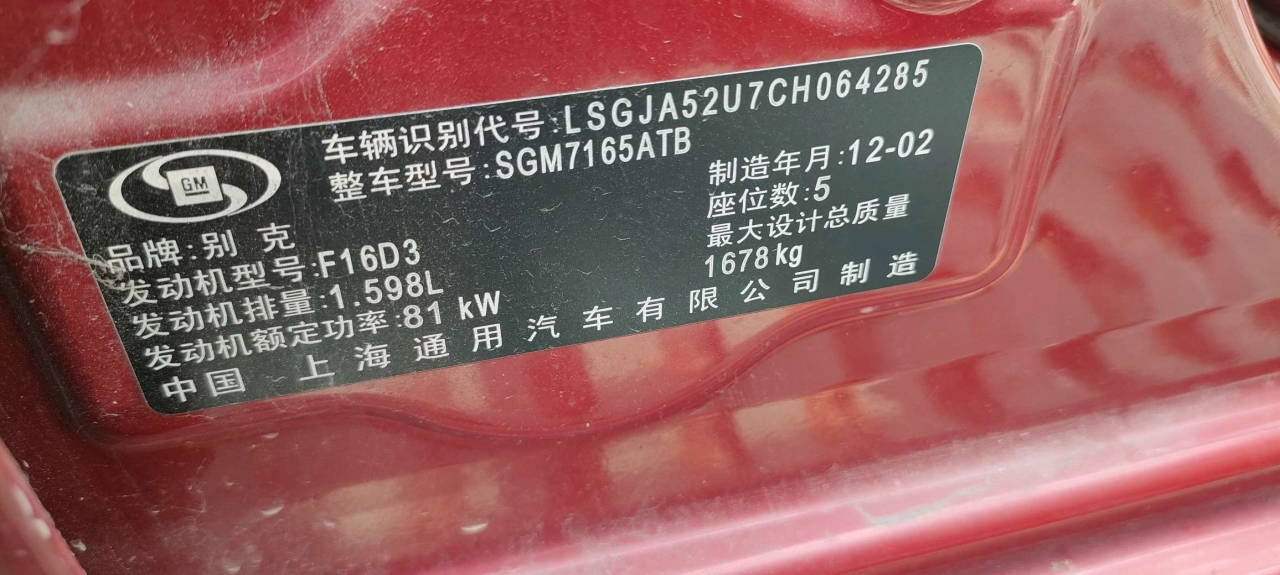 GM
车辆识别代号:LSGJA52U7CH064285
整车型号:SGM7165ATB
制造年月:12-02
品牌:别 克
座位数:5
发动机型号:F16D3
最大设计总质量
发动机排量:1.598L
1678kg
发动机额定功率:81 kW
中国 上海通用汽车有限公司制造